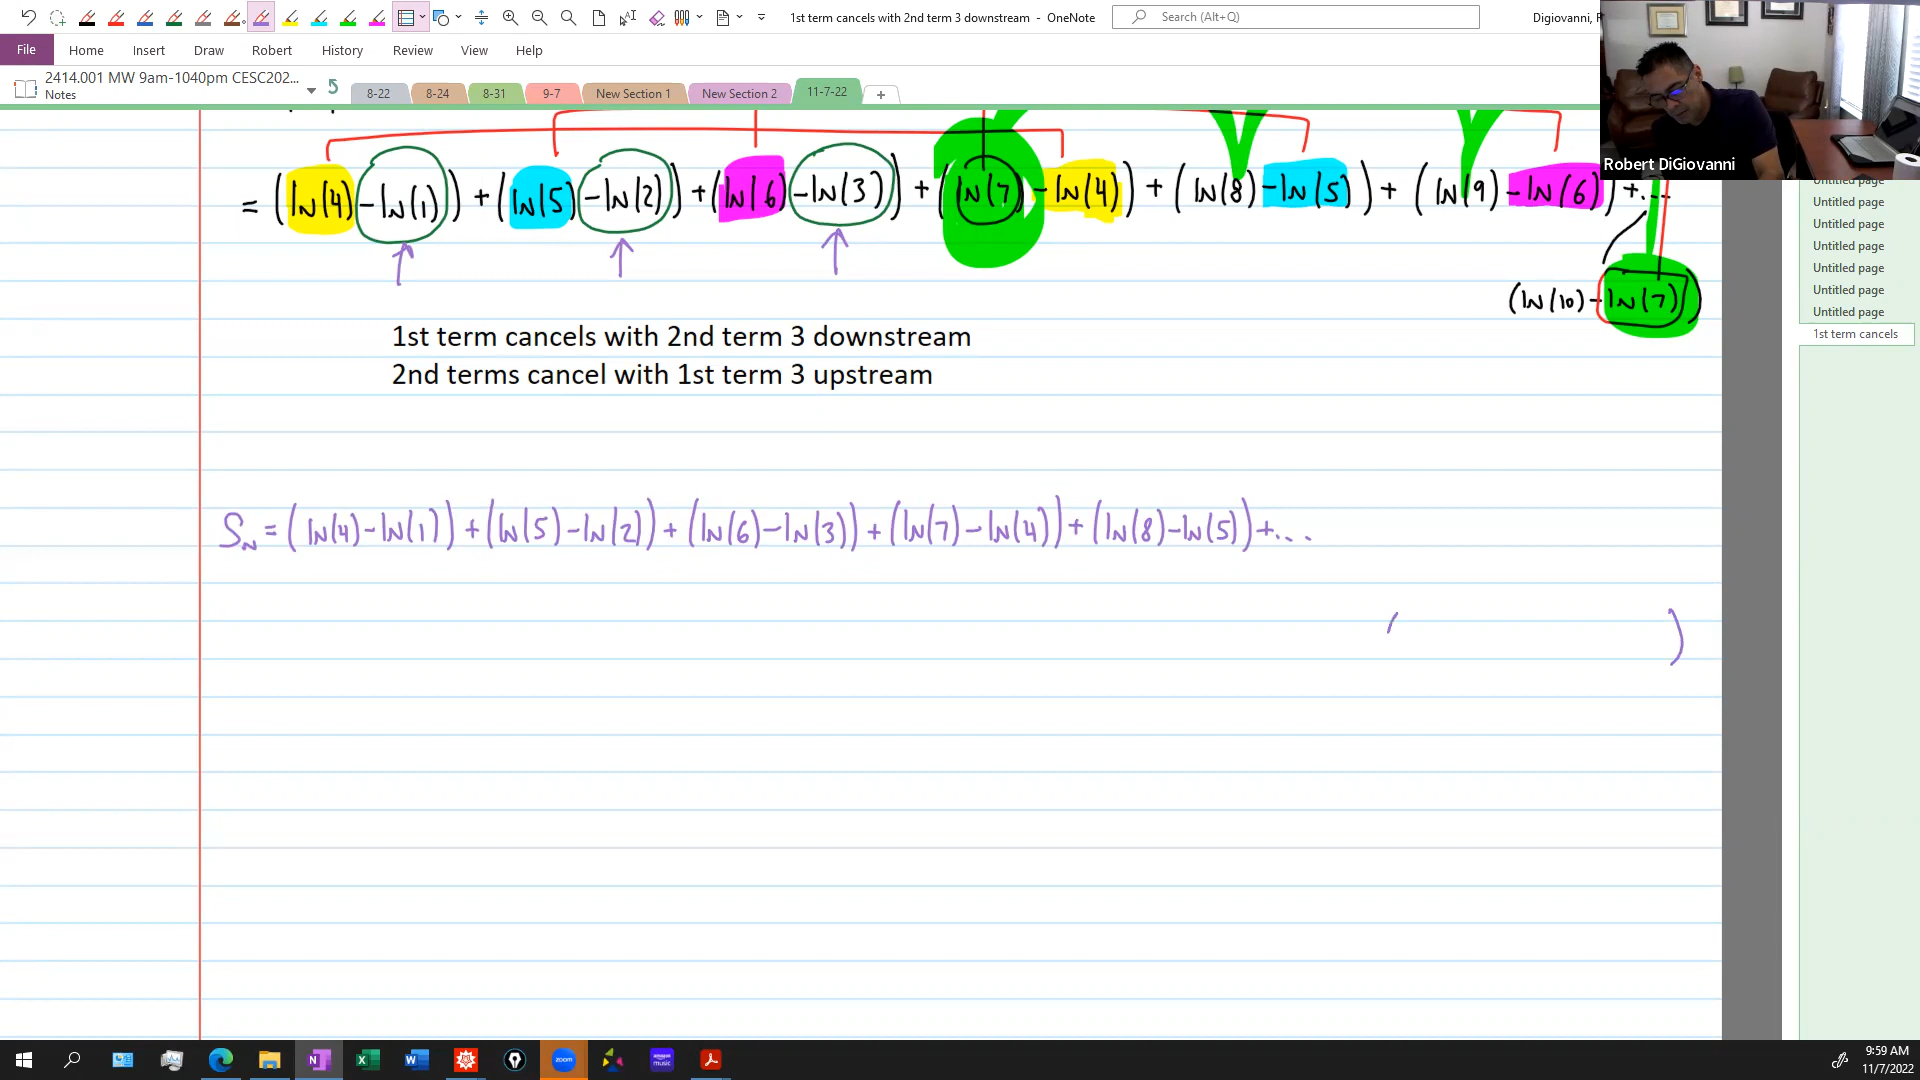 1st term cancels with 2nd term 3 downstream - OneNote
Search (Alt+Q)
Digiovanni,
File Home Insert Draw Robert History Review View Help
2414.001 MW 9am-1040pm CESC202...
Notes
8-22 8-24 8-31 9-7 New Section 1 New Section 2 11-7-22 +
Robert DiGiovanni
= (ln(4) - ln(1)) + (ln(5) - ln(2)) + (ln(6) - ln(3)) + (ln(7) - ln(4)) + (ln(8) - ln(5)) + (ln(9) - ln(6)) + ...
(ln(10) - ln(7))
1st term cancels with 2nd term 3 downstream
2nd terms cancel with 1st term 3 upstream
S_N = (ln(4) - ln(1)) + (ln(5) - ln(2)) + (ln(6) - ln(3)) + (ln(7) - ln(4)) + (ln(8) - ln(5)) + ...
( )
Untitled page
Untitled page
Untitled page
Untitled page
Untitled page
Untitled page
Untitled page
1st term cancels
zoom
amazon music
9:59 AM
11/7/2022